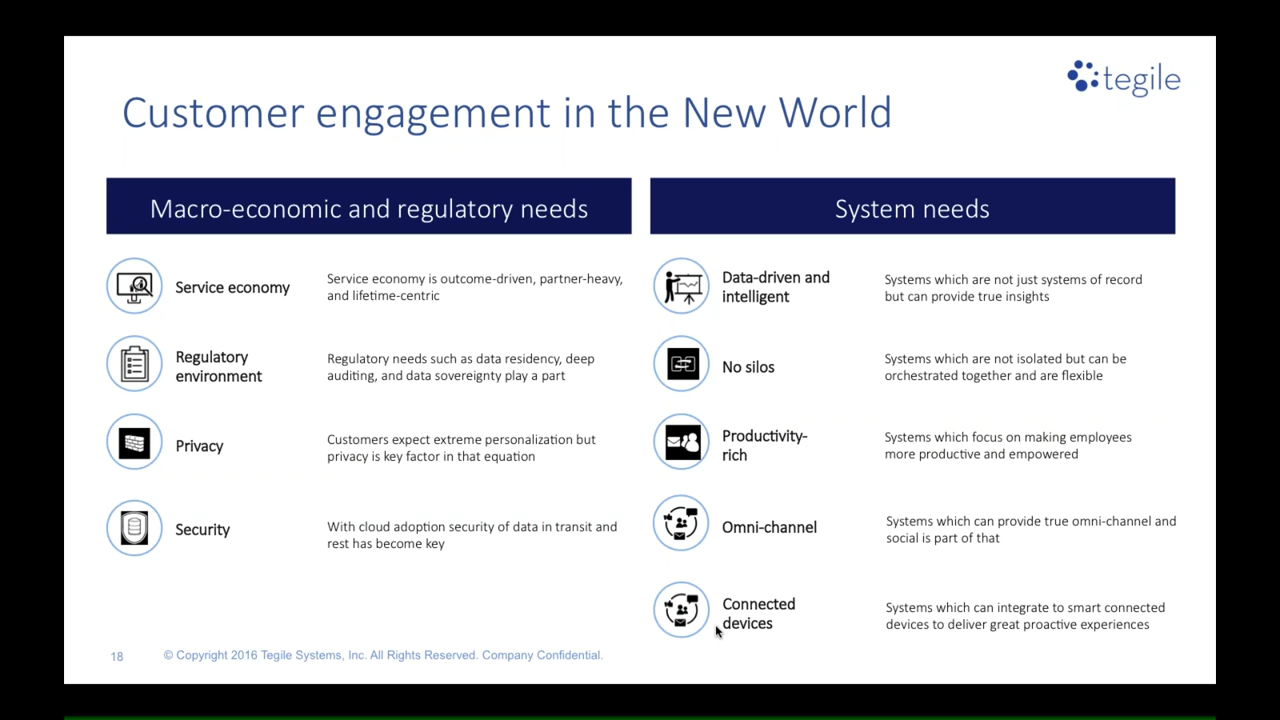 tegile
Customer engagement in the New World
Macro-economic and regulatory needs
Service economy
Service economy is outcome-driven, partner-heavy,
and lifetime-centric
Regulatory
environment
Regulatory needs such as data residency, deep
auditing, and data sovereignty play a part
Privacy
Customers expect extreme personalization but
privacy is key factor in that equation
Security
With cloud adoption security of data in transit and
rest has become key
System needs
Data-driven and
intelligent
Systems which are not just systems of record
but can provide true insights
No silos
Systems which are not isolated but can be
orchestrated together and are flexible
Productivity-
rich
Systems which focus on making employees
more productive and empowered
Omni-channel
Systems which can provide true omni-channel and
social is part of that
Connected
devices
Systems which can integrate to smart connected
devices to deliver great proactive experiences
18
© Copyright 2016 Tegile Systems, Inc. All Rights Reserved. Company Confidential.